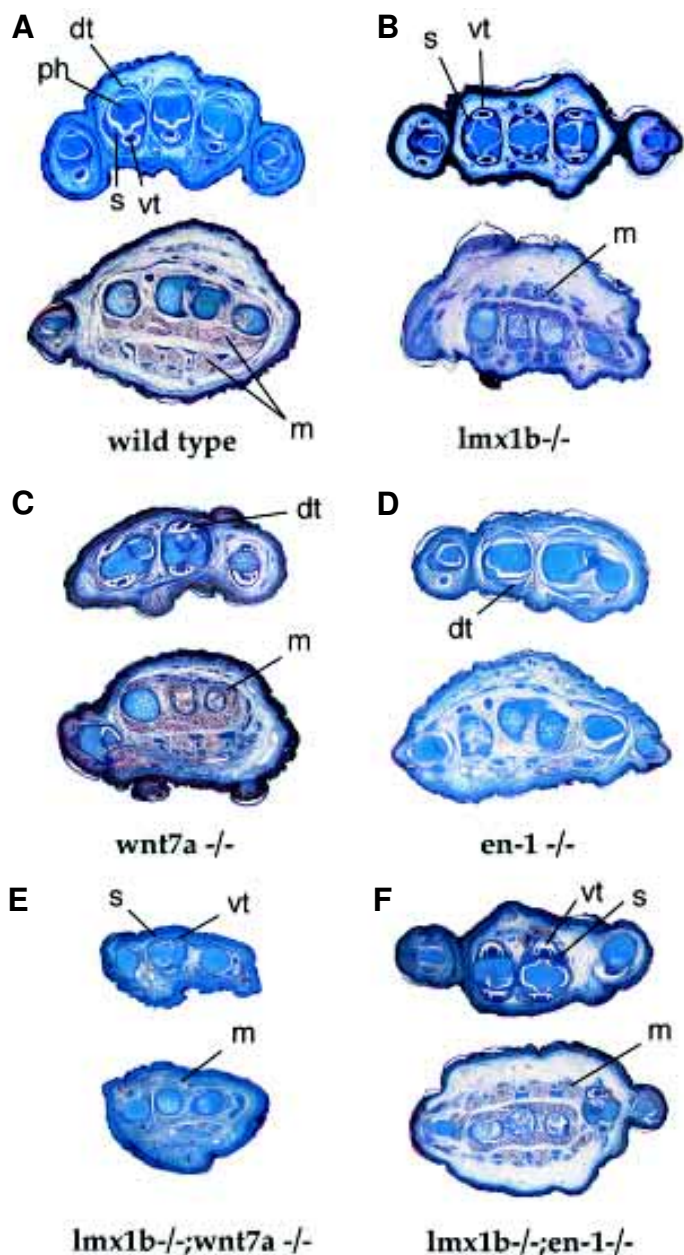 A
dt
ph
s vt
m
wild type
B
s vt
m
lmx1b-/-
C
dt
m
wnt7a -/-
D
dt
en-1 -/-
E
s vt
m
lmx1b-/-;wnt7a -/-
F
vt
s
m
lmx1b-/-;en-1-/-